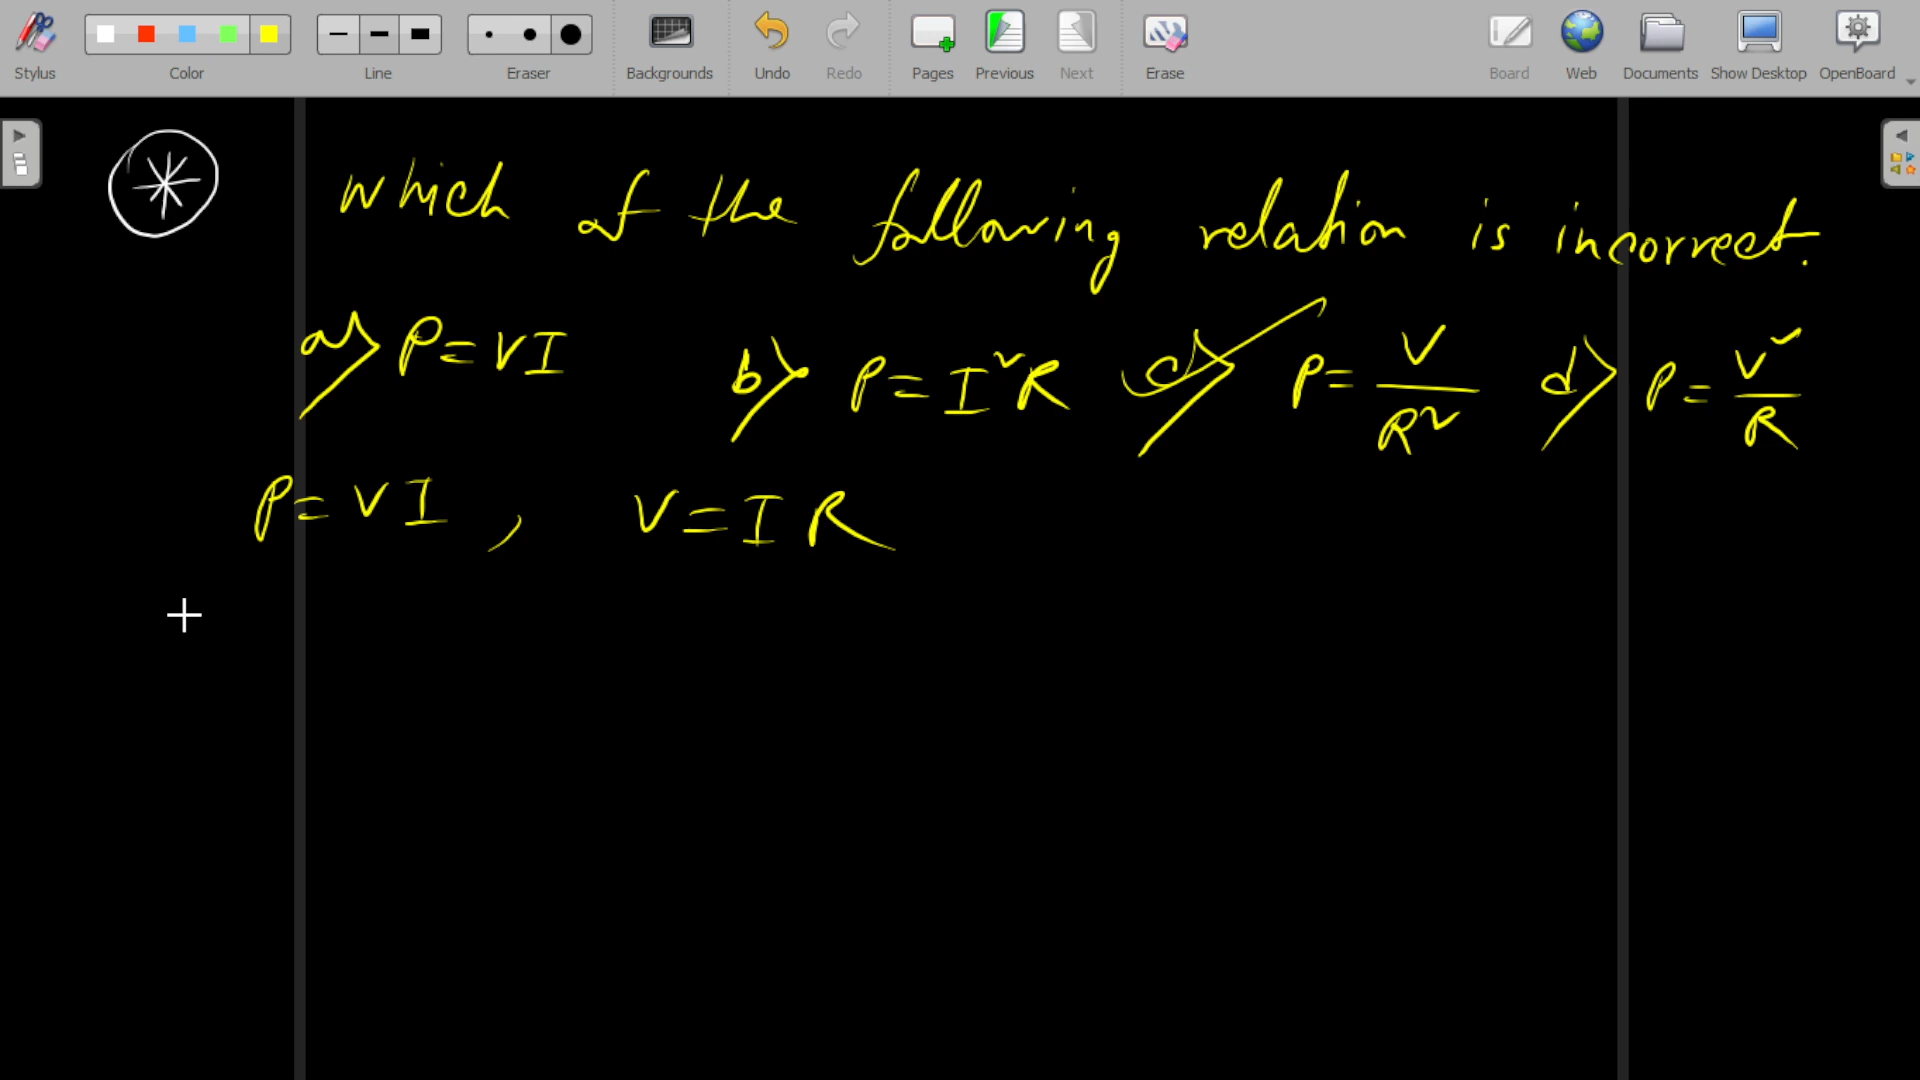 Stylus Color Line Eraser Backgrounds Undo Redo Pages Previous Next Erase Board Web Documents Show Desktop OpenBoard
which of the following relation is incorrect.
a) P=VI b) P=I²R c) P=V/R² d) P=V²/R
P=VI, V=IR